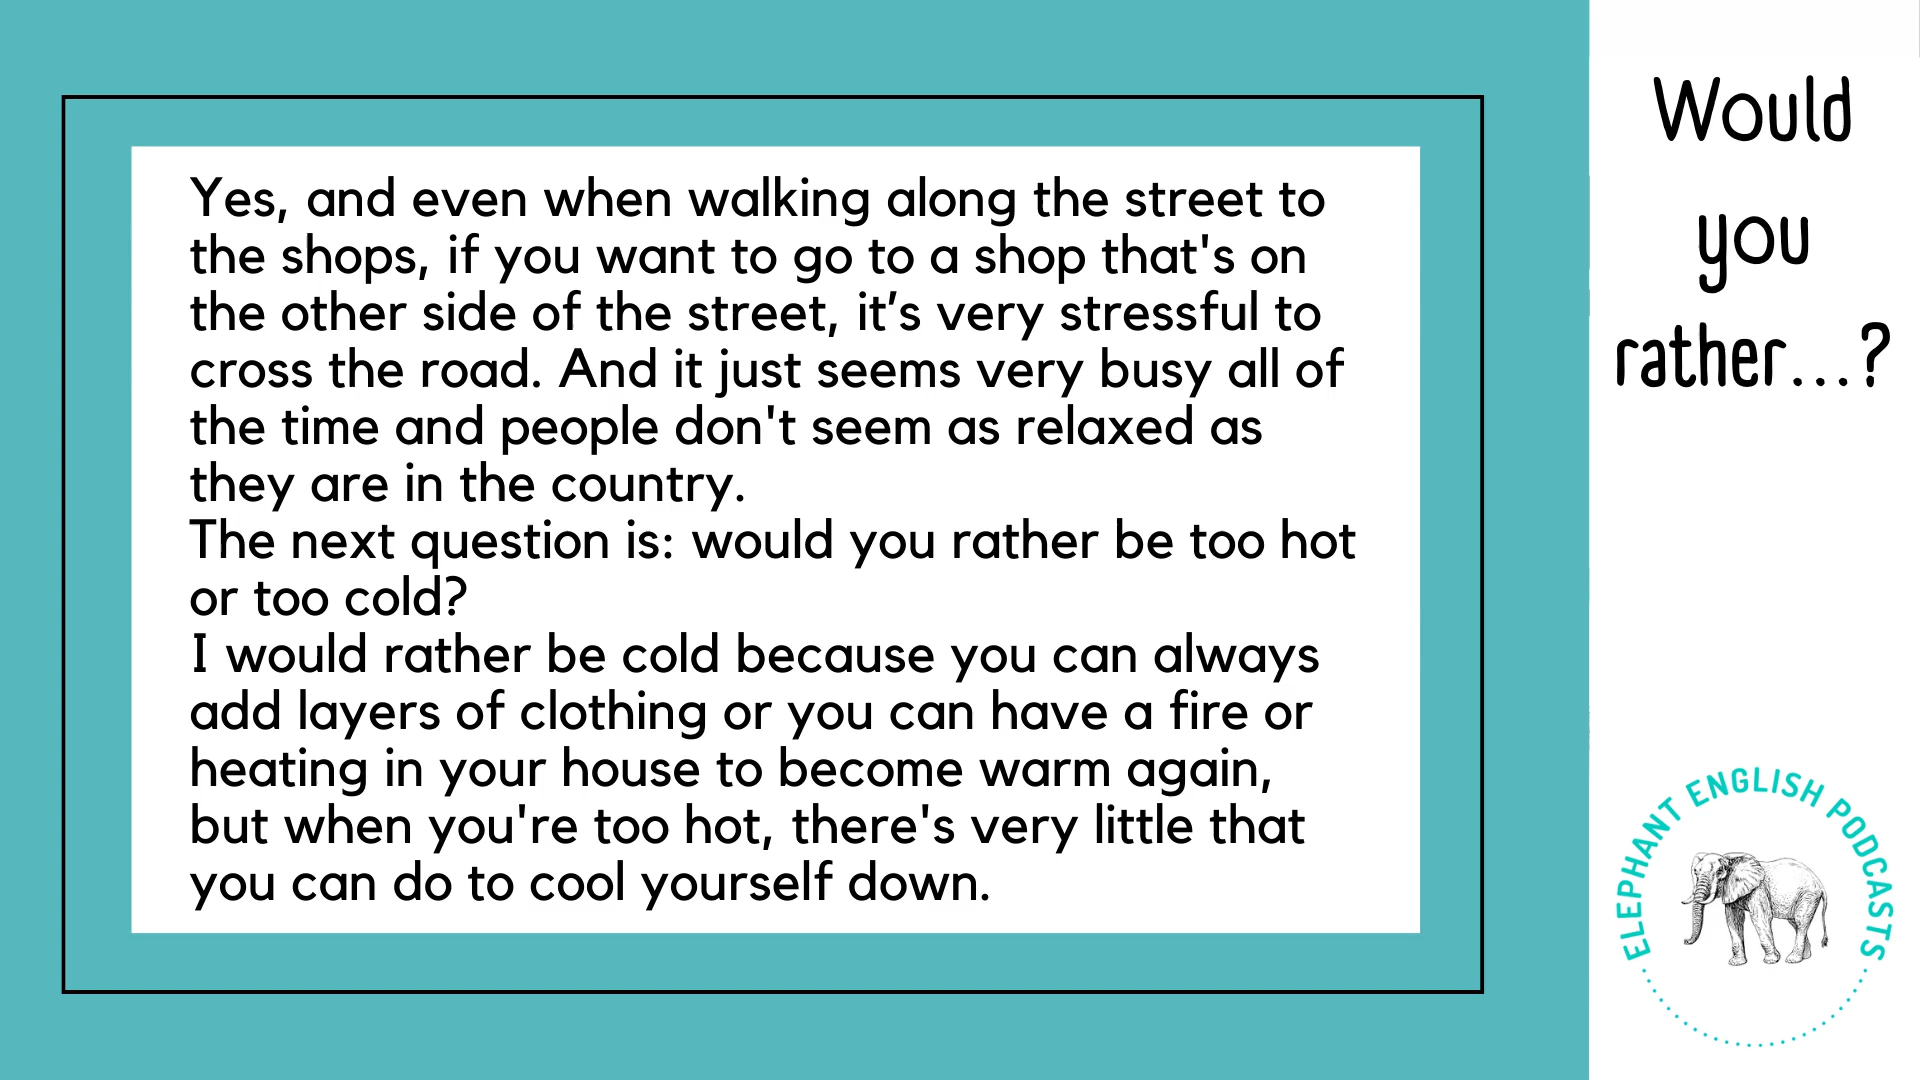 Yes, and even when walking along the street to
the shops, if you want to go to a shop that's on
the other side of the street, it’s very stressful to
cross the road. And it just seems very busy all of
the time and people don't seem as relaxed as
they are in the country.
The next question is: would you rather be too hot
or too cold?
I would rather be cold because you can always
add layers of clothing or you can have a fire or
heating in your house to become warm again,
but when you're too hot, there's very little that
you can do to cool yourself down.
Would
you
rather...?
ELEPHANT ENGLISH PODCASTS